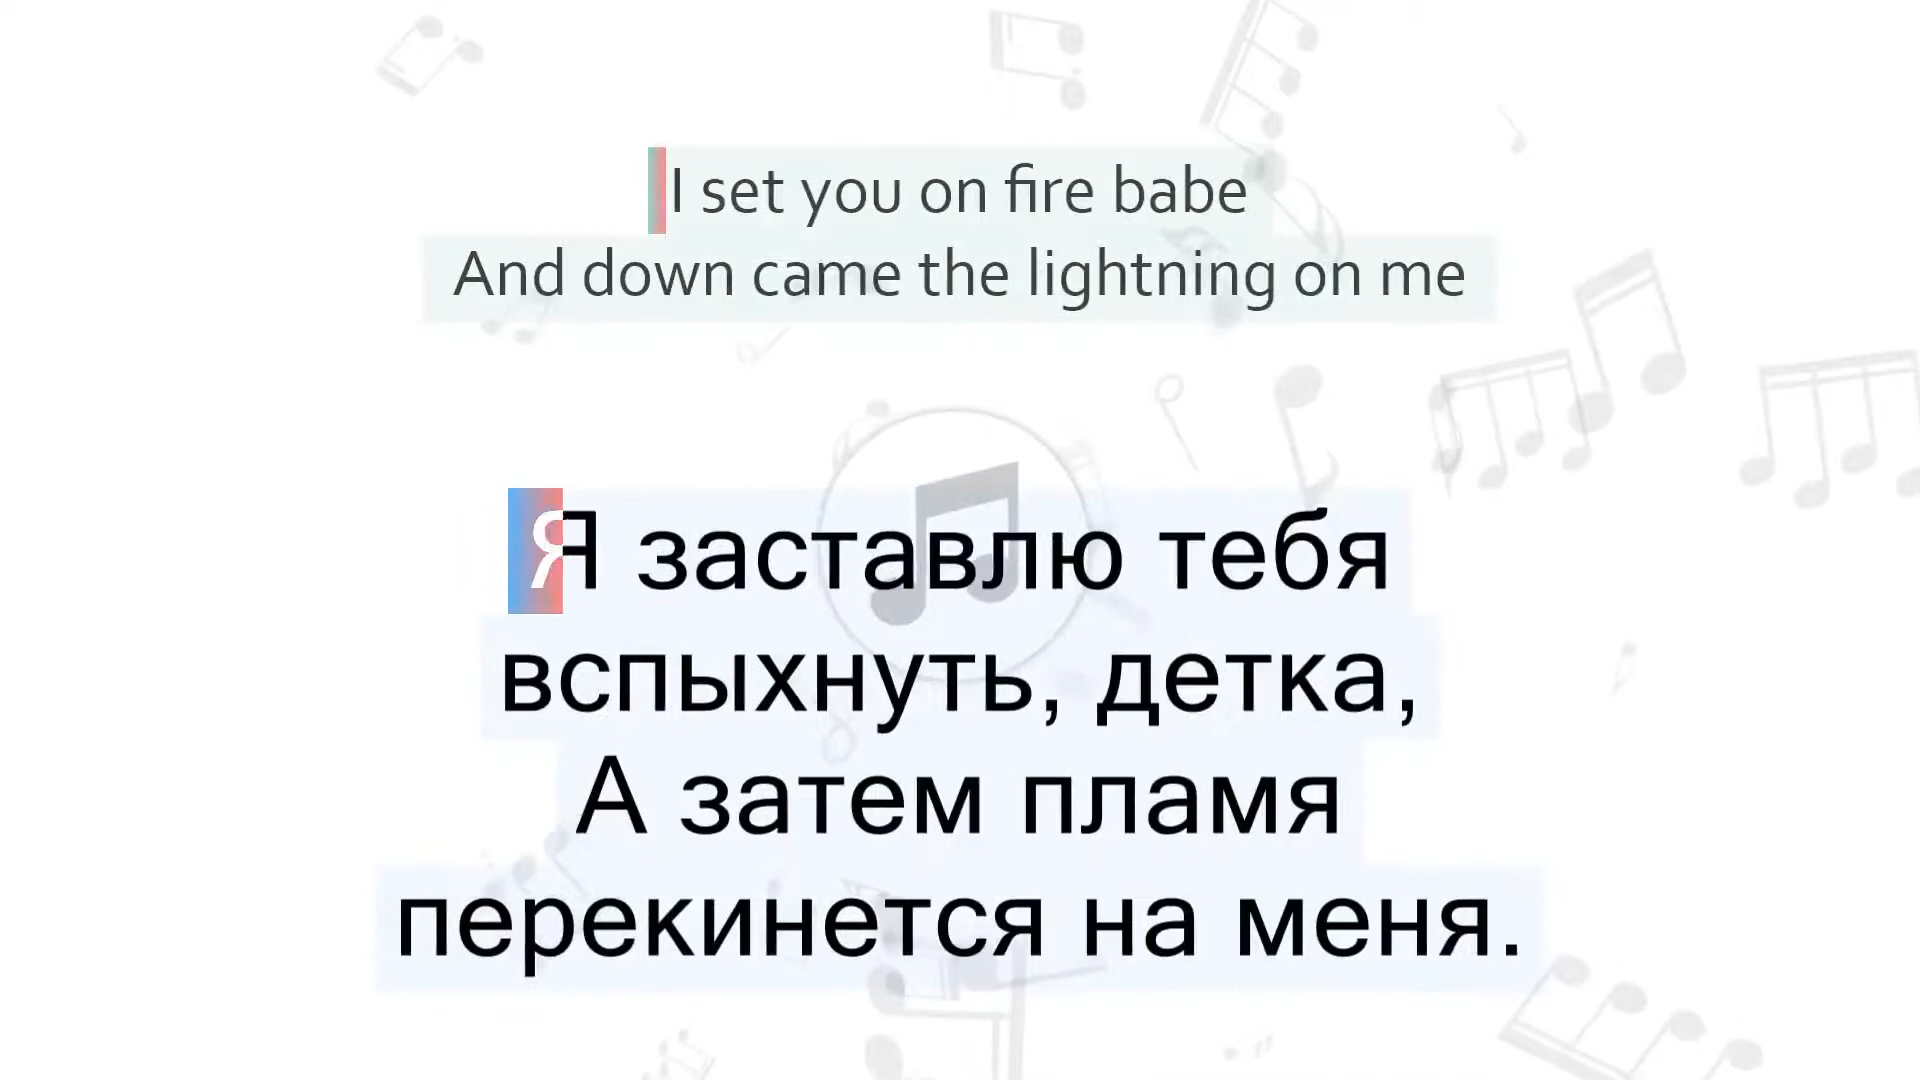 I set you on fire babe
And down came the lightning on me
Я заставлю тебя
вспыхнуть, детка,
А затем пламя
перекинется на меня.